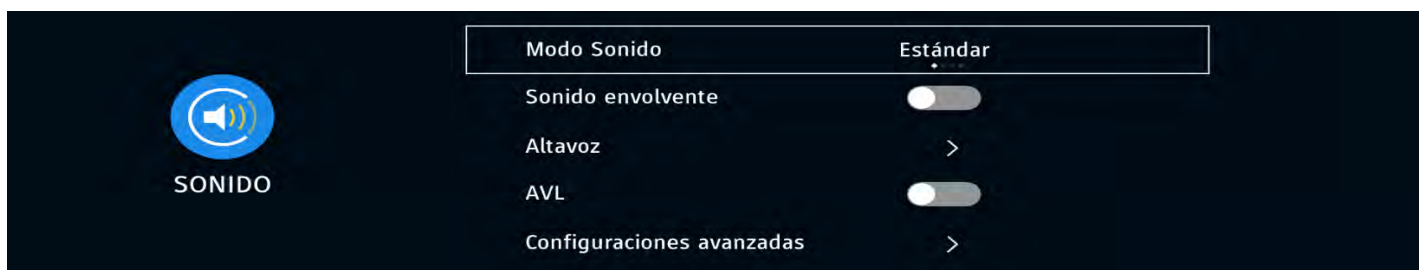 Modo Sonido Estándar
Sonido envolvente
Altavoz >
SONIDO
AVL
Configuraciones avanzadas >